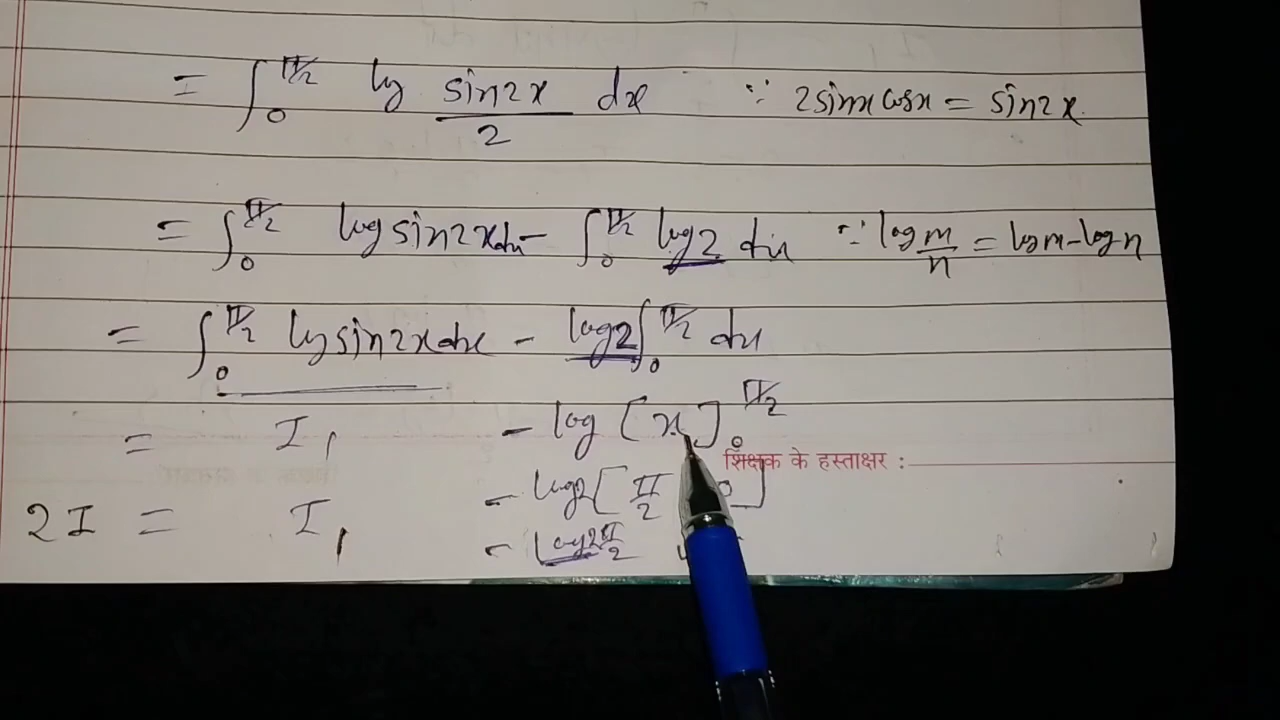 = ∫₀^π/2 log sin2x/2 dx ∵ 2sinx cosx = sin2x.
= ∫₀^π/2 log sin2x dx - ∫₀^π/2 log2 dx ∵ log m/n = log m - log n
= ∫₀^π/2 log sin2x dx - log2 ∫₀^π/2 dx
= I₁ - log [x]₀^π/2
शिक्षक के हस्ताक्षर :
- log2 [π/2 0]
2I = I₁ - log2 π/2